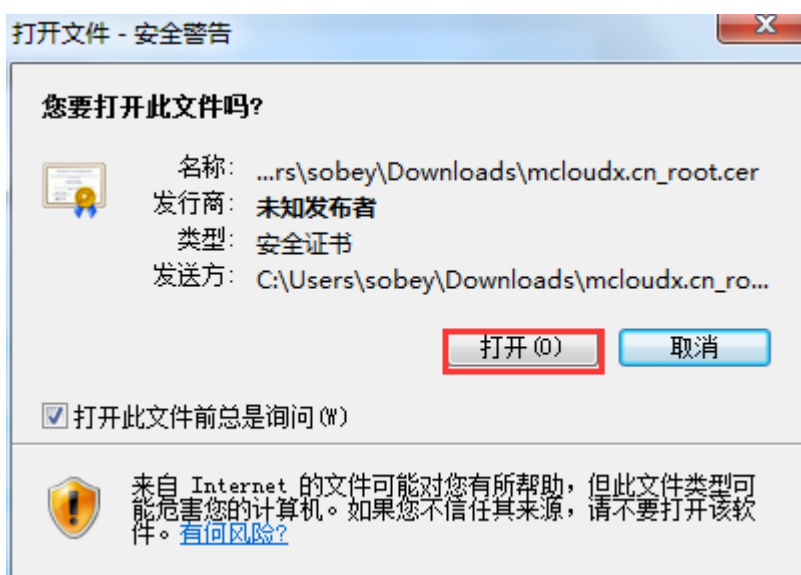 打开文件 - 安全警告
您要打开此文件吗?
名称: ...rs\sobey\Downloads\mcloudx.cn_root.cer
发行商: 未知发布者
类型: 安全证书
发送方: C:\Users\sobey\Downloads\mcloudx.cn_ro...
打开(O) 取消
打开此文件前总是询问(W)
来自 Internet 的文件可能对您有所帮助，但此文件类型可
能危害您的计算机。如果您不信任其来源，请不要打开该软
件。有何风险?